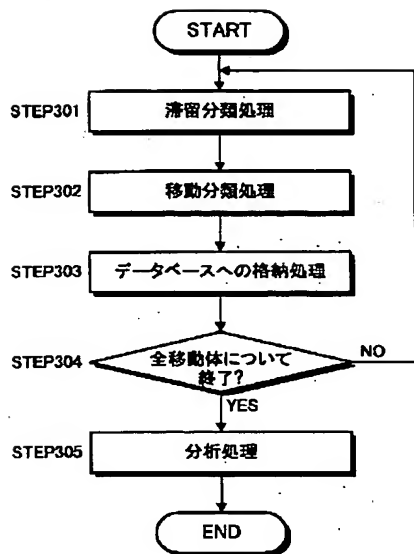 START
STEP301
滞留分類処理
STEP302
移動分類処理
STEP303
データベースへの格納処理
STEP304
全移動体について
終了?
NO
YES
STEP305
分析処理
END